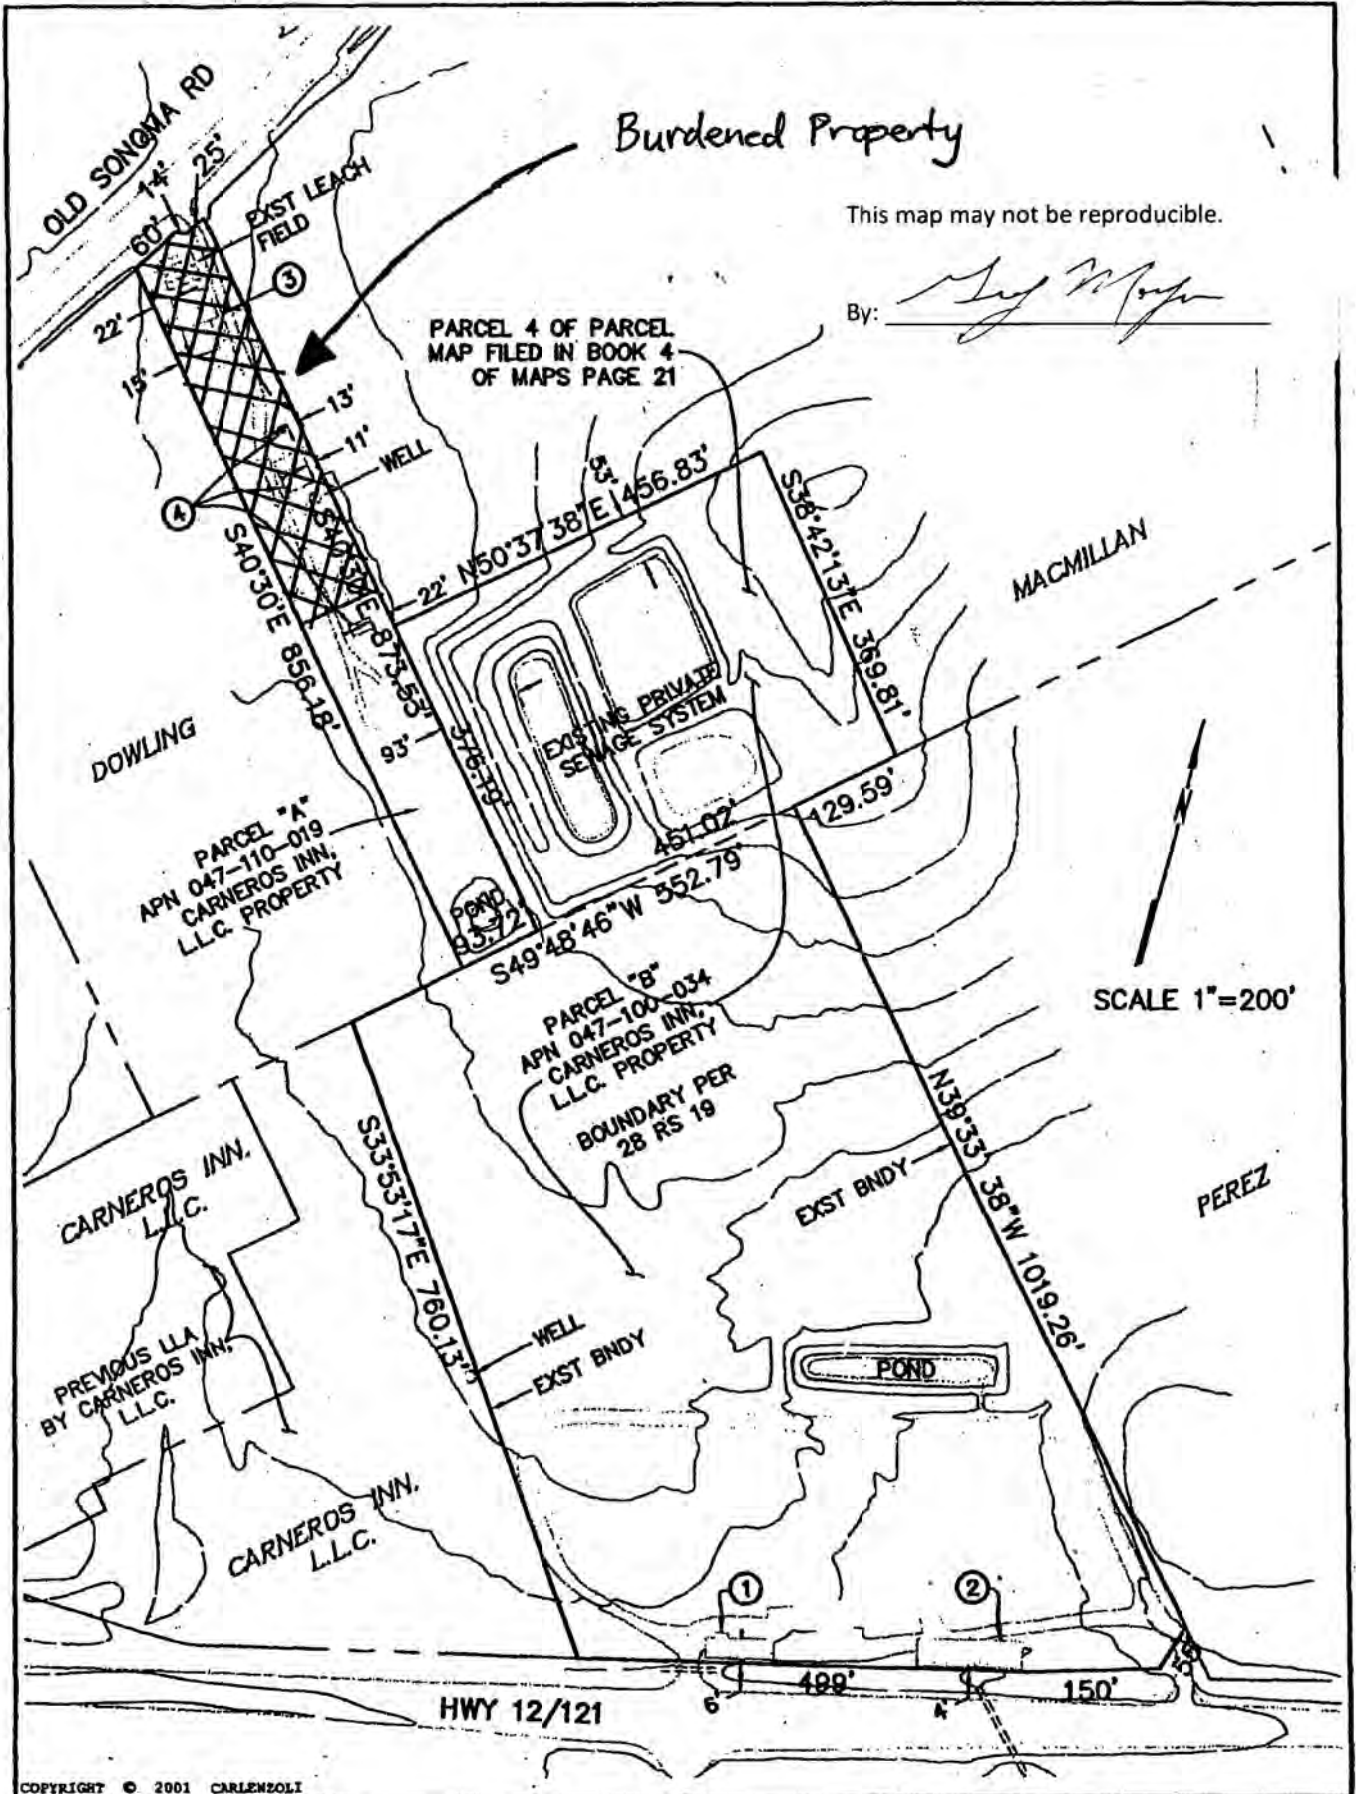 Burdened Property
OLD SONOMA RD
14'
25'
60'
EXST LEACH
FIELD
3
This map may not be reproducible.
By:
22'
15'
PARCEL 4 OF PARCEL
MAP FILED IN BOOK 4
OF MAPS PAGE 21
13'
11'
WELL
4
53'
N50°37'38"E 456.83'
S38°42'13"E 369.81'
MACMILLAN
S40°30'E 856.18'
S40°30'E 873.53'
22'
376.19'
93'
EXISTING PRIVATE
SEWAGE SYSTEM
DOWLING
129.59'
451.02'
S49°48'46"W 552.79'
PARCEL "A"
APN 047-110-019
CARNEROS INN,
L.L.C. PROPERTY
POND
93.72'
N
SCALE 1"=200'
PARCEL "B"
APN 047-100-034
CARNEROS INN,
L.L.C. PROPERTY
BOUNDARY PER
28 RS 19
N39°33'38"W 1019.26'
EXST BNDY
PEREZ
CARNEROS INN,
L.L.C.
S33°53'17"E 760.13'
WELL
EXST BNDY
POND
PREVIOUS LLA
BY CARNEROS INN,
L.L.C.
CARNEROS INN,
L.L.C.
1
2
499'
150'
6'
4'
HWY 12/121
COPYRIGHT © 2001 CARLENZOLI